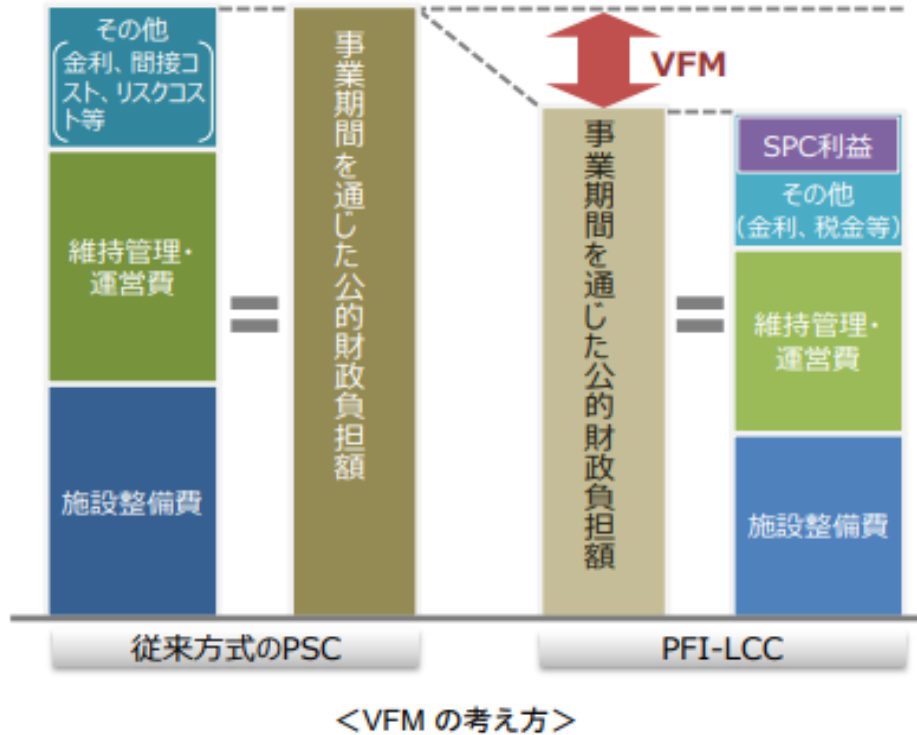 その他
金利、間接コ
スト、リスクコス
ト等
維持管理・
運営費
施設整備費
=
事業期間を通じた公的財政負担額
従来方式のPSC
VFM
事業期間を通じた公的財政負担額
=
SPC利益
その他
(金利、税金等)
維持管理・
運営費
施設整備費
PFI-LCC
＜VFM の考え方＞